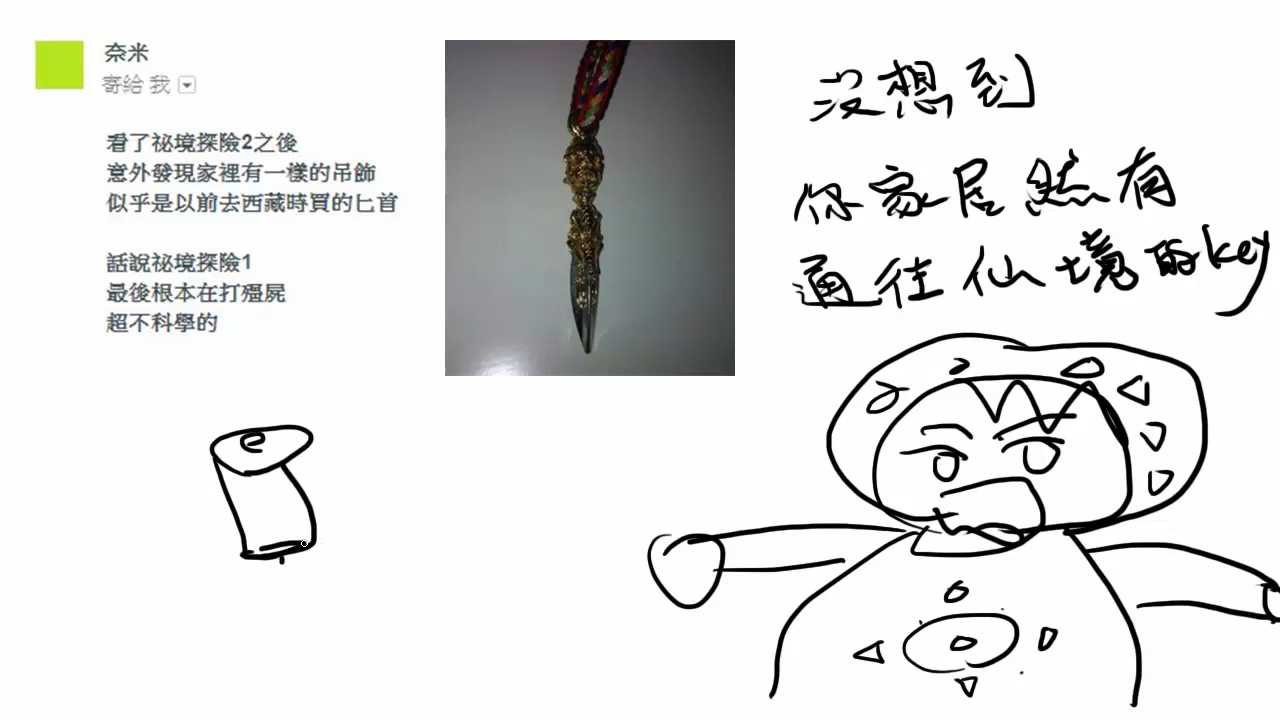 奈米
寄給 我
看了祕境探險2之後
意外發現家裡有一樣的吊飾
似乎是以前去西藏時買的匕首
話說祕境探險1
最後根本在打殭屍
超不科學的
沒想到
你家居然有
通往仙境的key